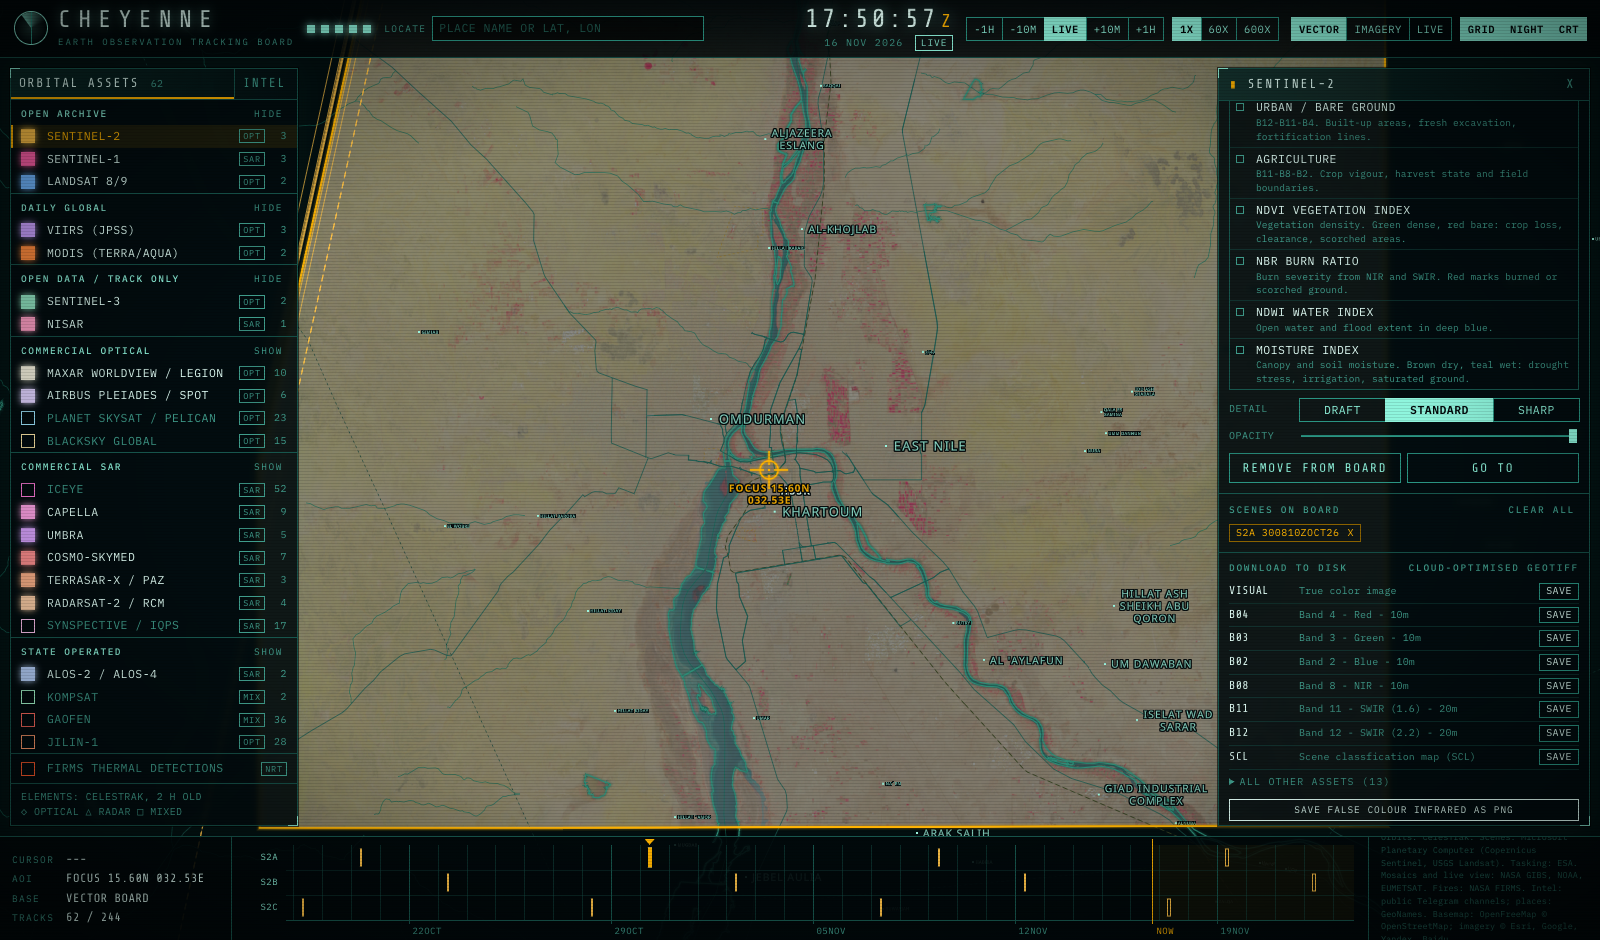 CHEYENNE
EARTH OBSERVATION TRACKING BOARD
LOCATE
PLACE NAME OR LAT, LON
17:50:57Z
16 NOV 2026 LIVE
-1H -10M LIVE +10M +1H
1X 60X 600X
VECTOR IMAGERY LIVE
GRID NIGHT CRT
ORBITAL ASSETS 62 INTEL
OPEN ARCHIVE HIDE
SENTINEL-2 OPT 3
SENTINEL-1 SAR 3
LANDSAT 8/9 OPT 2
DAILY GLOBAL HIDE
VIIRS (JPSS) OPT 3
MODIS (TERRA/AQUA) OPT 2
OPEN DATA / TRACK ONLY HIDE
SENTINEL-3 OPT 2
NISAR SAR 1
COMMERCIAL OPTICAL SHOW
MAXAR WORLDVIEW / LEGION OPT 10
AIRBUS PLEIADES / SPOT OPT 6
PLANET SKYSAT / PELICAN OPT 23
BLACKSKY GLOBAL OPT 15
COMMERCIAL SAR SHOW
ICEYE SAR 52
CAPELLA SAR 9
UMBRA SAR 5
COSMO-SKYMED SAR 7
TERRASAR-X / PAZ SAR 3
RADARSAT-2 / RCM SAR 4
SYNSPECTIVE / IQPS SAR 17
STATE OPERATED SHOW
ALOS-2 / ALOS-4 SAR 2
KOMPSAT MIX 2
GAOFEN MIX 36
JILIN-1 OPT 28
FIRMS THERMAL DETECTIONS NRT
ELEMENTS: CELESTRAK, 2 H OLD
◇ OPTICAL △ RADAR □ MIXED
ALJAZEERA
ESLANG
AL-KHOJLAB
OMDURMAN
EAST NILE
FOCUS 15.60N
032.53E
KHARTOUM
HILLAT ASH
SHEIKH ABU
QORON
AL 'AYLAFUN
UM DAWABAN
ISELAT WAD
SARAR
GIAD INDUSTRIAL
COMPLEX
ARAK SALIH
JEBEL AULIA
SENTINEL-2 X
URBAN / BARE GROUND
B12-B11-B4. Built-up areas, fresh excavation,
fortification lines.
AGRICULTURE
B11-B8-B2. Crop vigour, harvest state and field
boundaries.
NDVI VEGETATION INDEX
Vegetation density. Green dense, red bare: crop loss,
clearance, scorched areas.
NBR BURN RATIO
Burn severity from NIR and SWIR. Red marks burned or
scorched ground.
NDWI WATER INDEX
Open water and flood extent in deep blue.
MOISTURE INDEX
Canopy and soil moisture. Brown dry, teal wet: drought
stress, irrigation, saturated ground.
DETAIL DRAFT STANDARD SHARP
OPACITY
REMOVE FROM BOARD GO TO
SCENES ON BOARD CLEAR ALL
S2A 300810ZOCT26 X
DOWNLOAD TO DISK CLOUD-OPTIMISED GEOTIFF
VISUAL True color image SAVE
B04 Band 4 - Red - 10m SAVE
B03 Band 3 - Green - 10m SAVE
B02 Band 2 - Blue - 10m SAVE
B08 Band 8 - NIR - 10m SAVE
B11 Band 11 - SWIR (1.6) - 20m SAVE
B12 Band 12 - SWIR (2.2) - 20m SAVE
SCL Scene classfication map (SCL) SAVE
▶ ALL OTHER ASSETS (13)
SAVE FALSE COLOUR INFRARED AS PNG
CURSOR ---
AOI FOCUS 15.60N 032.53E
BASE VECTOR BOARD
TRACKS 62 / 244
S2A
S2B
S2C
22OCT 29OCT 05NOV 12NOV NOW 19NOV
Planetary Computer (Copernicus
Sentinel, USGS Landsat). Tasking: ESA.
Mosaics and live view: NASA GIBS, NOAA,
EUMETSAT. Fires: NASA FIRMS. Intel:
public Telegram channels; places:
GeoNames. Basemap: OpenFreeMap ©
OpenStreetMap; imagery © Esri, Google,